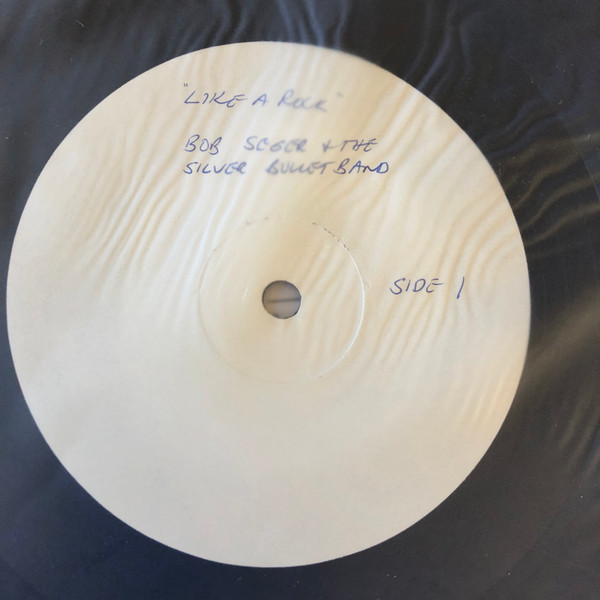 "LIKE A ROCK"
BOB SEGER + THE
SILVER BULLET BAND
SIDE 1